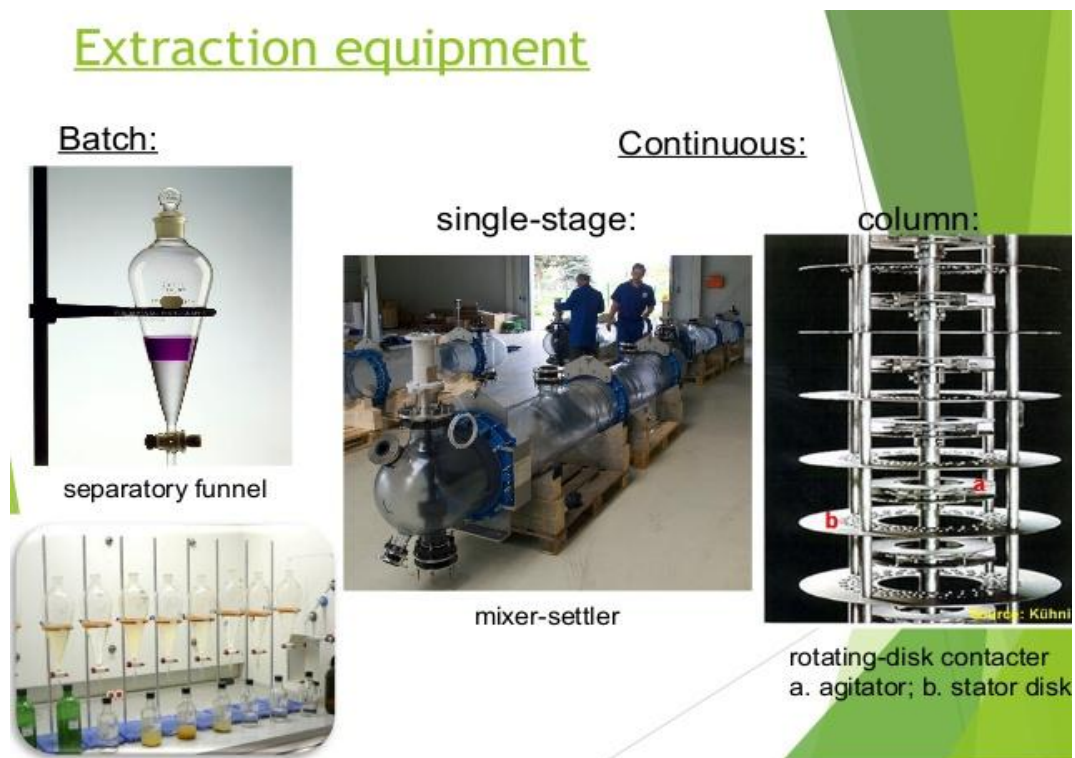 Extraction equipment
Batch:
Continuous:
single-stage:
column:
separatory funnel
a
b
mixer-settler
Source: Kühni
rotating-disk contacter
a. agitator; b. stator disk